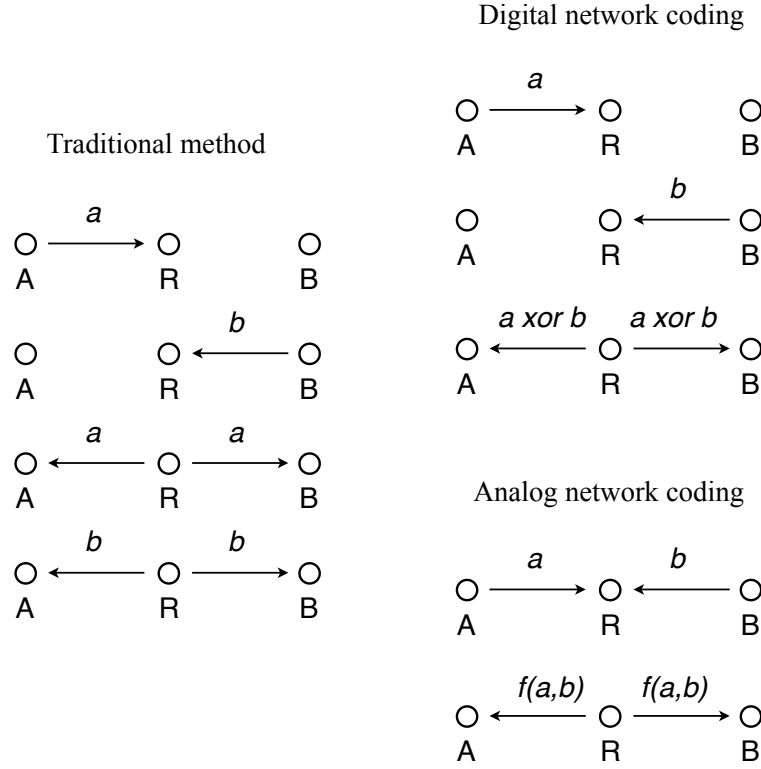 Traditional method
a
A R B
b
A R B
a a
A R B
b b
A R B
Digital network coding
a
A R B
b
A R B
a xor b a xor b
A R B
Analog network coding
a b
A R B
f(a,b) f(a,b)
A R B